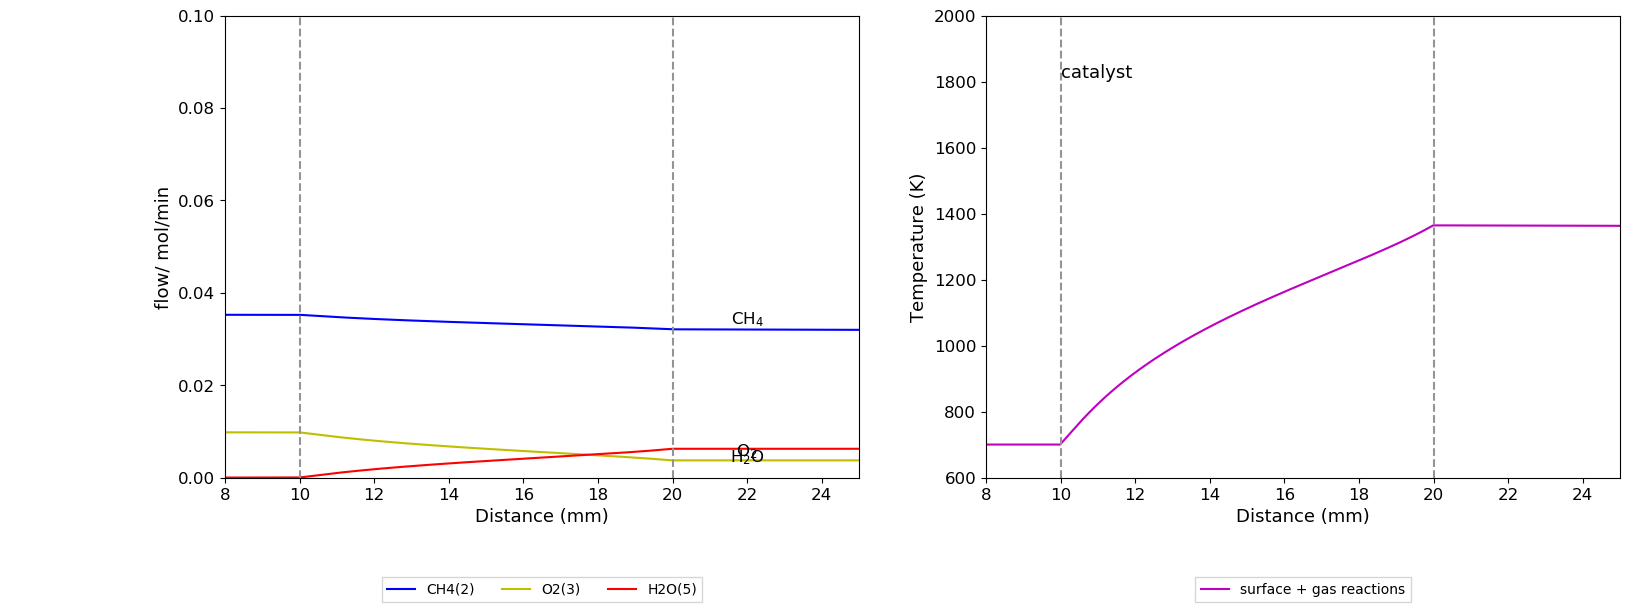 0.10
0.08
0.06
0.04
0.02
0.00
flow/ mol/min
CH₄
O₂
H₂O
8 10 12 14 16 18 20 22 24
Distance (mm)
CH4(2) O2(3) H2O(5)
2000
1800
1600
1400
1200
1000
800
600
Temperature (K)
catalyst
8 10 12 14 16 18 20 22 24
Distance (mm)
surface + gas reactions